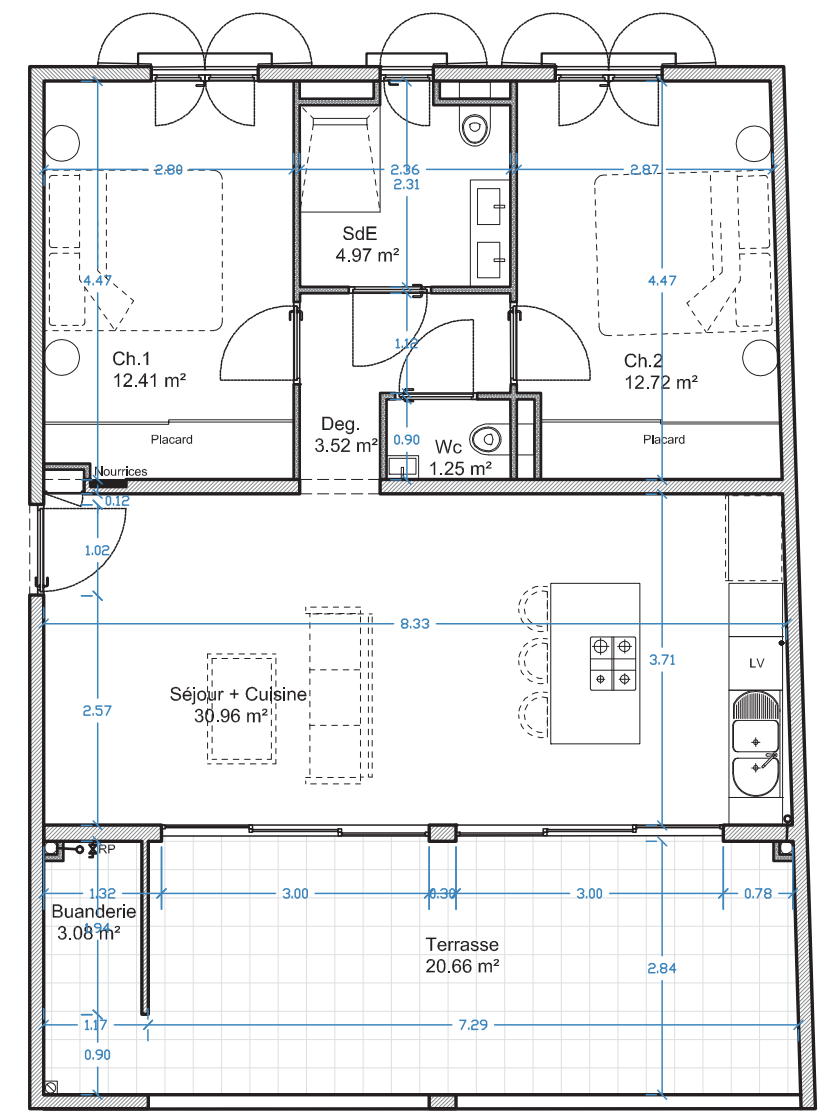 2.80
2.36
2.31
2.87
SdE
4.97 m²
4.47
4.47
1.12
Ch.1
12.41 m²
Ch.2
12.72 m²
Deg.
3.52 m²
0.90
Wc
1.25 m²
Placard
Placard
Nourrices
0.12
1.02
8.33
3.71
LV
Séjour + Cuisine
30.96 m²
2.57
RP
1.32
3.00
0.30
3.00
0.78
Buanderie
3.08 m²
1.94
Terrasse
20.66 m²
2.84
1.17
7.29
0.90